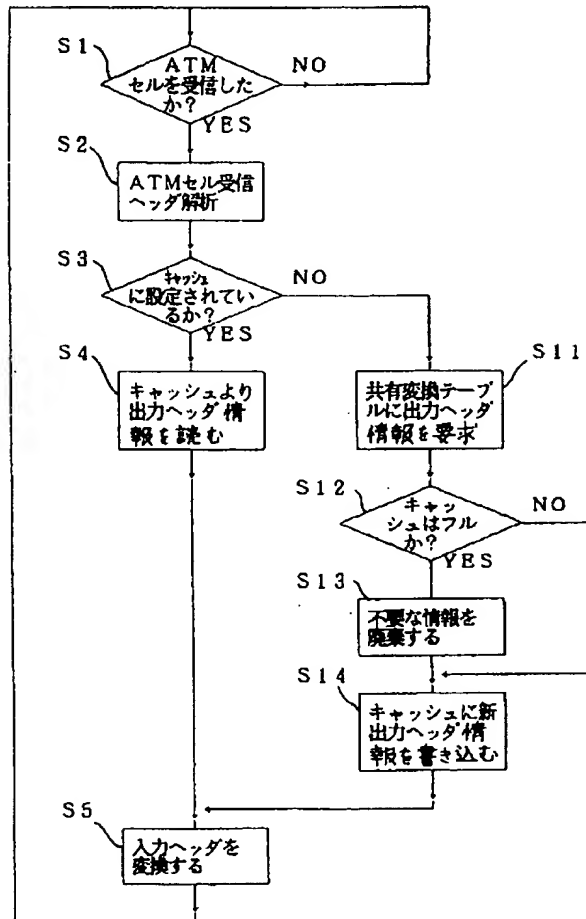 S1
ATM
セルを受信した
か？
NO
YES
S2
ATMセル受信
ヘッダ解析
S3
キャッシュ
に設定されてい
るか？
NO
YES
S4
キャッシュより
出力ヘッダ情
報を読む
S11
共有変換テーブ
ルに出力ヘッダ
情報を要求
S12
キャッ
シュはフル
か？
NO
YES
S13
不要な情報を
廃棄する
S14
キャッシュに新
出力ヘッダ情
報を書き込む
S5
入力ヘッダを
変換する